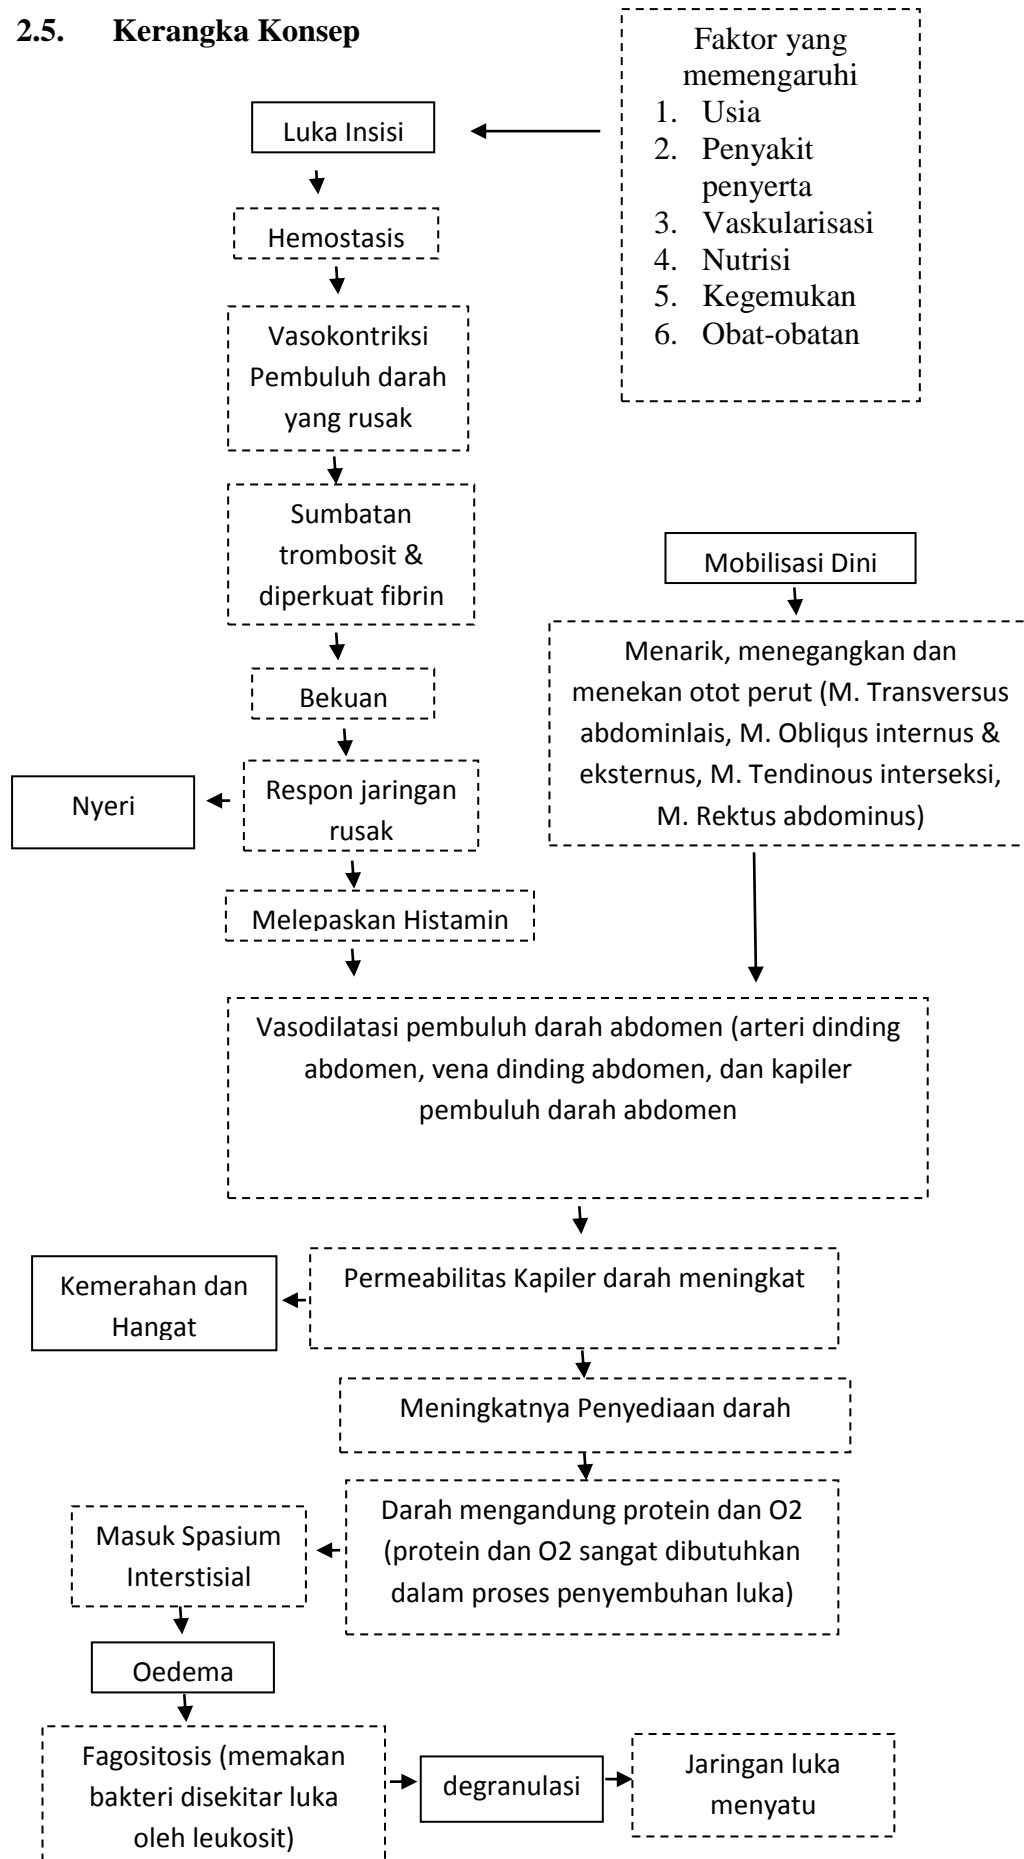 2.5. Kerangka Konsep
Faktor yang
memengaruhi
1. Usia
2. Penyakit
penyerta
3. Vaskularisasi
4. Nutrisi
5. Kegemukan
6. Obat-obatan
Luka Insisi
Hemostasis
Vasokontriksi
Pembuluh darah
yang rusak
Sumbatan
trombosit &
diperkuat fibrin
Bekuan
Respon jaringan
rusak
Nyeri
Melepaskan Histamin
Mobilisasi Dini
Menarik, menegangkan dan
menekan otot perut (M. Transversus
abdominlais, M. Obliqus internus &
eksternus, M. Tendinous interseksi,
M. Rektus abdominus)
Vasodilatasi pembuluh darah abdomen (arteri dinding
abdomen, vena dinding abdomen, dan kapiler
pembuluh darah abdomen
Permeabilitas Kapiler darah meningkat
Kemerahan dan
Hangat
Meningkatnya Penyediaan darah
Darah mengandung protein dan O2
(protein dan O2 sangat dibutuhkan
dalam proses penyembuhan luka)
Masuk Spasium
Interstisial
Oedema
Fagositosis (memakan
bakteri disekitar luka
oleh leukosit)
degranulasi
Jaringan luka
menyatu